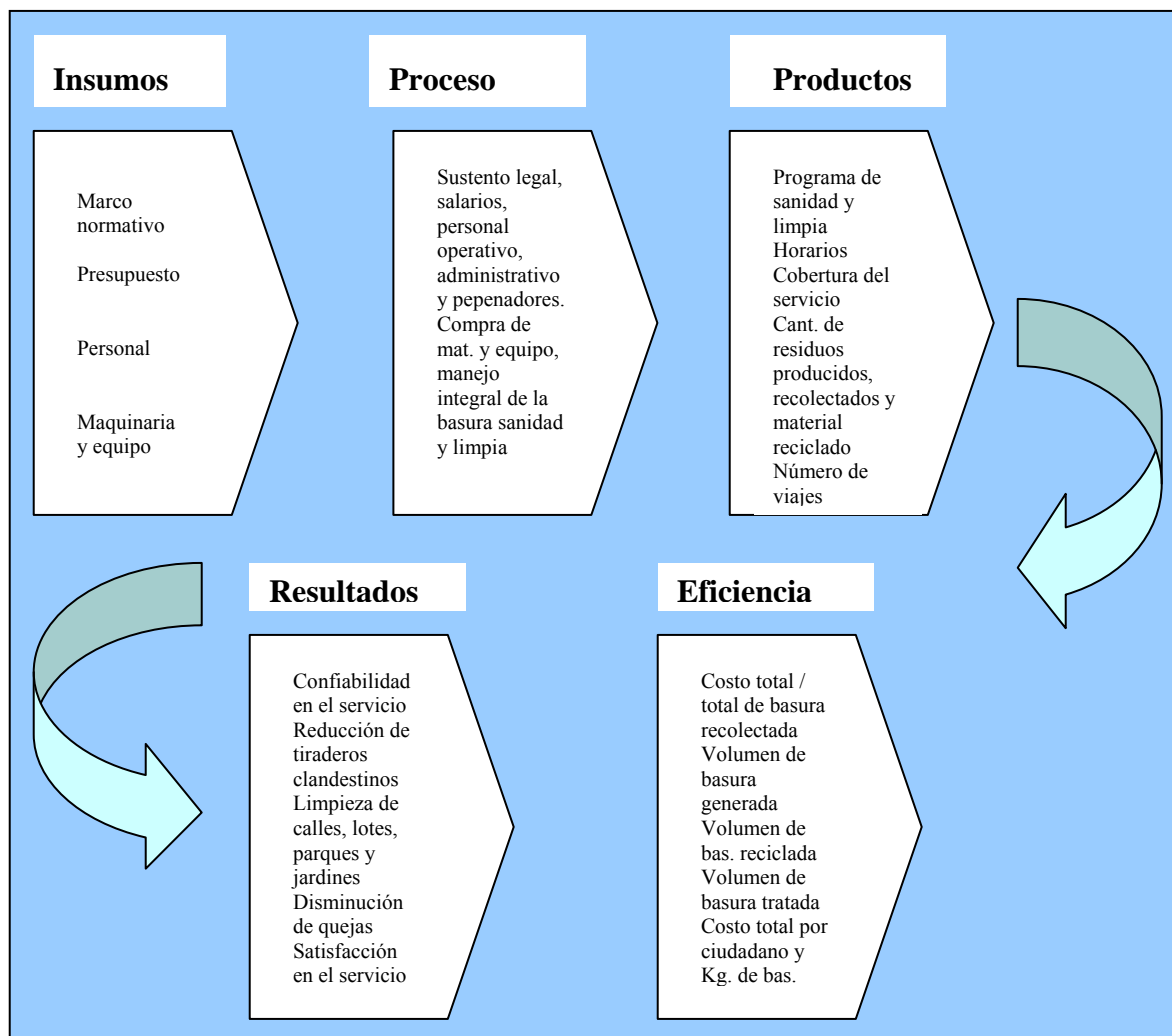 Insumos
Marco
normativo
Presupuesto
Personal
Maquinaria
y equipo
Proceso
Sustento legal,
salarios,
personal
operativo,
administrativo
y pepenadores.
Compra de
mat. y equipo,
manejo
integral de la
basura sanidad
y limpia
Productos
Programa de
sanidad y
limpia
Horarios
Cobertura del
servicio
Cant. de
residuos
producidos,
recolectados y
material
reciclado
Número de
viajes
Resultados
Confiabilidad
en el servicio
Reducción de
tiraderos
clandestinos
Limpieza de
calles, lotes,
parques y
jardines
Disminución
de quejas
Satisfacción
en el servicio
Eficiencia
Costo total /
total de basura
recolectada
Volumen de
basura
generada
Volumen de
bas. reciclada
Volumen de
basura tratada
Costo total por
ciudadano y
Kg. de bas.